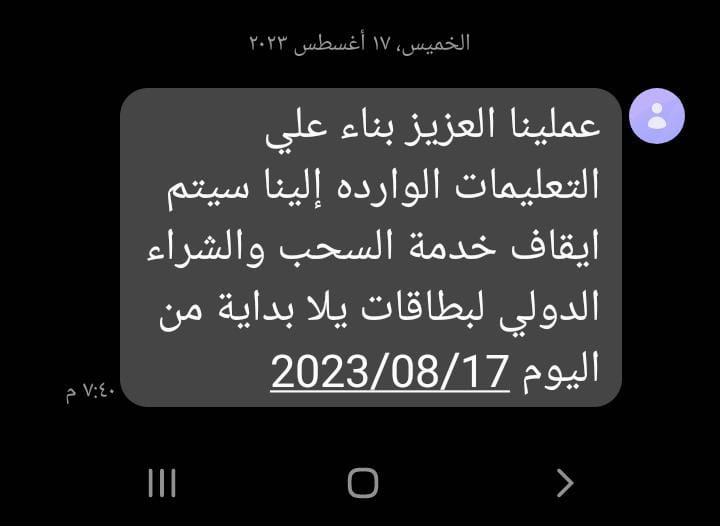 الخميس، ١٧ أغسطس ٢٠٢٣
عملينا العزيز بناء علي
التعليمات الوارده إلينا سيتم
ايقاف خدمة السحب والشراء
الدولي لبطاقات يلا بداية من
اليوم 2023/08/17
٧:٤٠ م